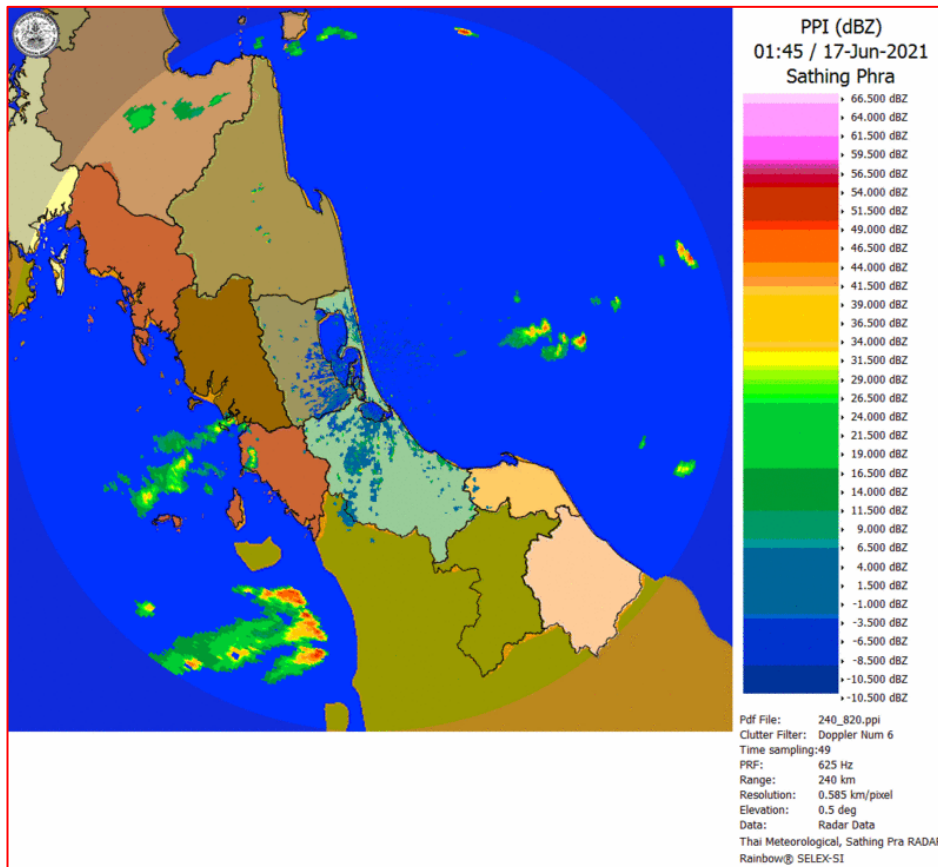 PPI (dBZ)
01:45 / 17-Jun-2021
Sathing Phra
66.500 dBZ
64.000 dBZ
61.500 dBZ
59.500 dBZ
56.500 dBZ
54.000 dBZ
51.500 dBZ
49.000 dBZ
46.500 dBZ
44.000 dBZ
41.500 dBZ
39.000 dBZ
36.500 dBZ
34.000 dBZ
31.500 dBZ
29.000 dBZ
26.500 dBZ
24.000 dBZ
21.500 dBZ
19.000 dBZ
16.500 dBZ
14.000 dBZ
11.500 dBZ
9.000 dBZ
6.500 dBZ
4.000 dBZ
1.500 dBZ
-1.000 dBZ
-3.500 dBZ
-6.500 dBZ
-8.500 dBZ
-10.500 dBZ
-10.500 dBZ
Pdf File: 240_820.ppi
Clutter Filter: Doppler Num 6
Time sampling:49
PRF: 625 Hz
Range: 240 km
Resolution: 0.585 km/pixel
Elevation: 0.5 deg
Data: Radar Data
Thai Meteorological, Sathing Pra RADAR
Rainbow® SELEX-SI